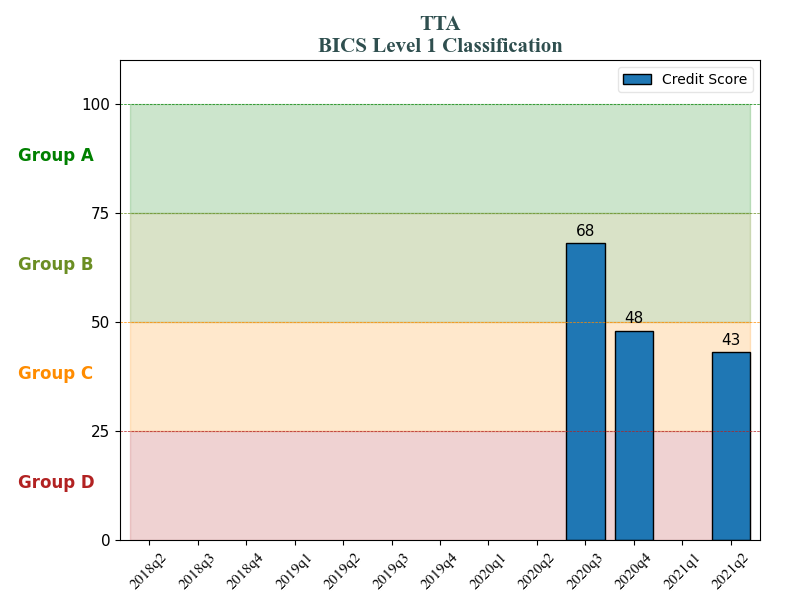 TTA
BICS Level 1 Classification
Credit Score
100
Group A
75
68
Group B
50
48
43
Group C
25
Group D
0
2018q2
2018q3
2018q4
2019q1
2019q2
2019q3
2019q4
2020q1
2020q2
2020q3
2020q4
2021q1
2021q2